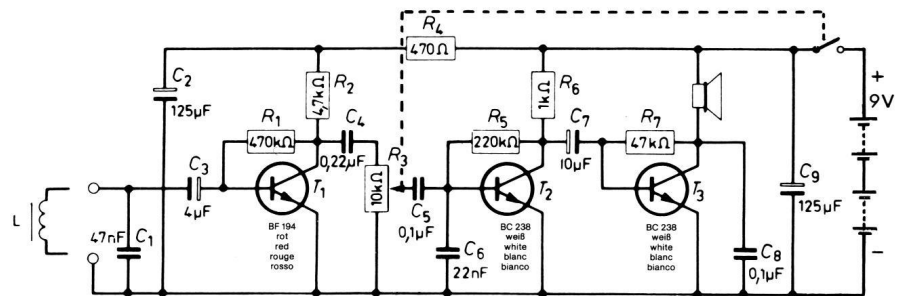 L
47nF
C1
C2
125µF
C3
4µF
R1
470kΩ
R2
4,7kΩ
T1
BF 194
rot
red
rouge
rosso
C4
0,22µF
R3
10kΩ
R4
470Ω
C5
0,1µF
C6
22nF
R5
220kΩ
R6
1kΩ
T2
BC 238
weiß
white
blanc
bianco
C7
10µF
R7
47kΩ
T3
BC 238
weiß
white
blanc
bianco
C8
0,1µF
C9
125µF
+
9V
−